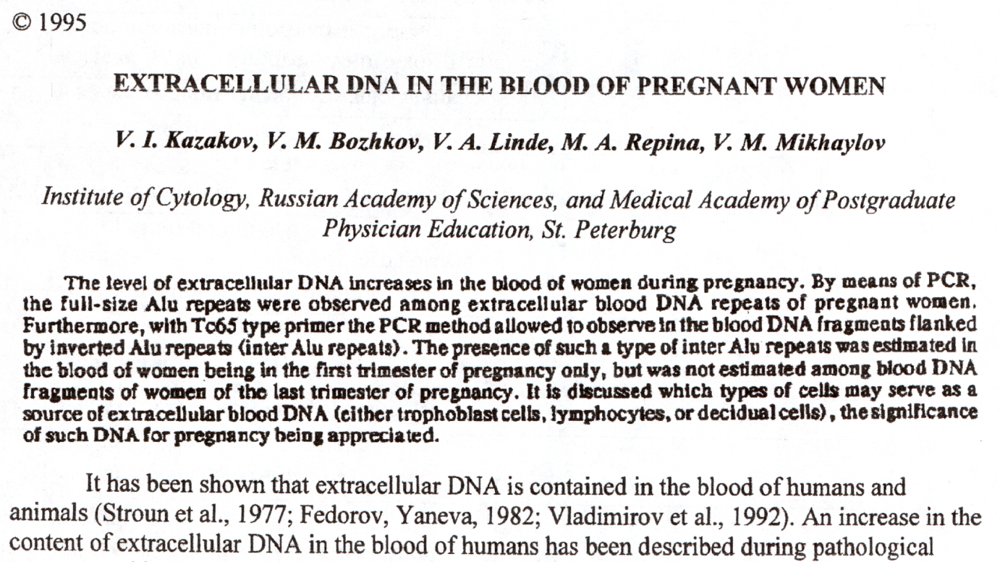 © 1995
EXTRACELLULAR DNA IN THE BLOOD OF PREGNANT WOMEN
V. I. Kazakov, V. M. Bozhkov, V. A. Linde, M. A. Repina, V. M. Mikhaylov
Institute of Cytology, Russian Academy of Sciences, and Medical Academy of Postgraduate
Physician Education, St. Peterburg
The level of extracellular DNA increases in the blood of women during pregnancy. By means of PCR,
the full-size Alu repeats were observed among extracellular blood DNA repeats of pregnant women.
Furthermore, with Tc65 type primer the PCR method allowed to observe in the blood DNA fragments flanked
by inverted Alu repeats (inter Alu repeats). The presence of such a type of inter Alu repeats was estimated in
the blood of women being in the first trimester of pregnancy only, but was not estimated among blood DNA
fragments of women of the last trimester of pregnancy. It is discussed which types of cells may serve as a
source of extracellular blood DNA (either trophoblast cells, lymphocytes, or decidual cells), the significance
of such DNA for pregnancy being appreciated.
It has been shown that extracellular DNA is contained in the blood of humans and
animals (Stroun et al., 1977; Fedorov, Yaneva, 1982; Vladimirov et al., 1992). An increase in the
content of extracellular DNA in the blood of humans has been described during pathological